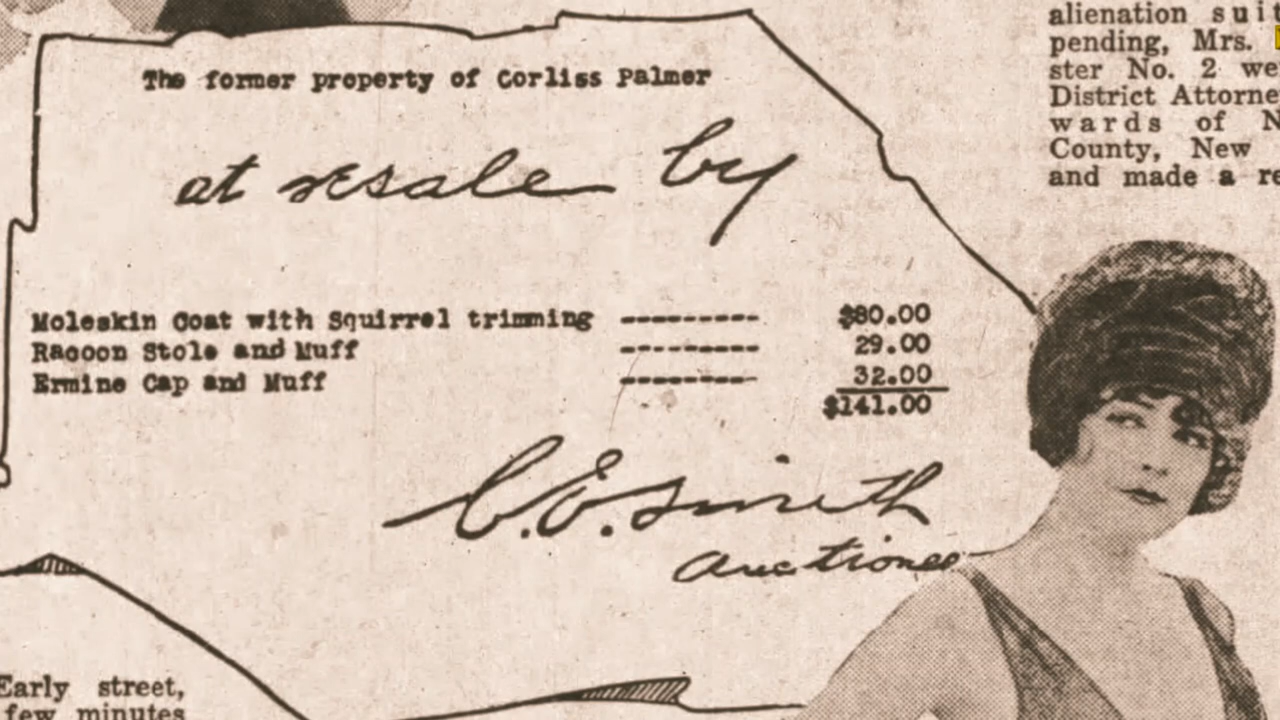 The former property of Corliss Palmer
at resale by
Moleskin Coat with Squirrel trimming --------- $80.00
Racoon Stole and Muff --------- 29.00
Ermine Cap and Muff --------- 32.00
$141.00
C.E. Smith
Auctioneer
alienation suit
pending, Mrs.
ster No. 2 we
District Attorne
wards of N
County, New
and made a re
Early street,
few minutes